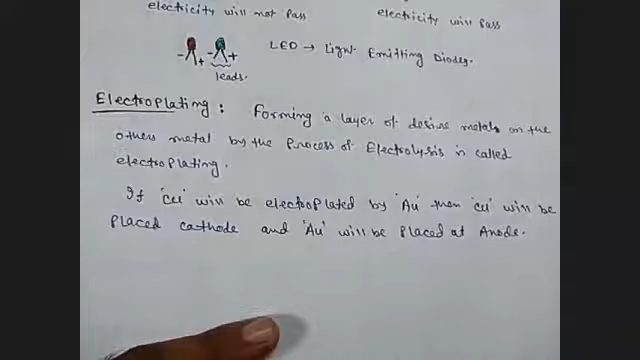 electricity will not Pass
electricity will Pass
- + - + LED → Light Emitting Diodes.
leads.
Electroplating : Forming a layer of desire metals on the
others metal by the Process of Electrolysis is called
electroplating.
If 'Cu' will be electroplated by 'Au' then 'Cu' will be
placed cathode and 'Au' will be placed at Anode.